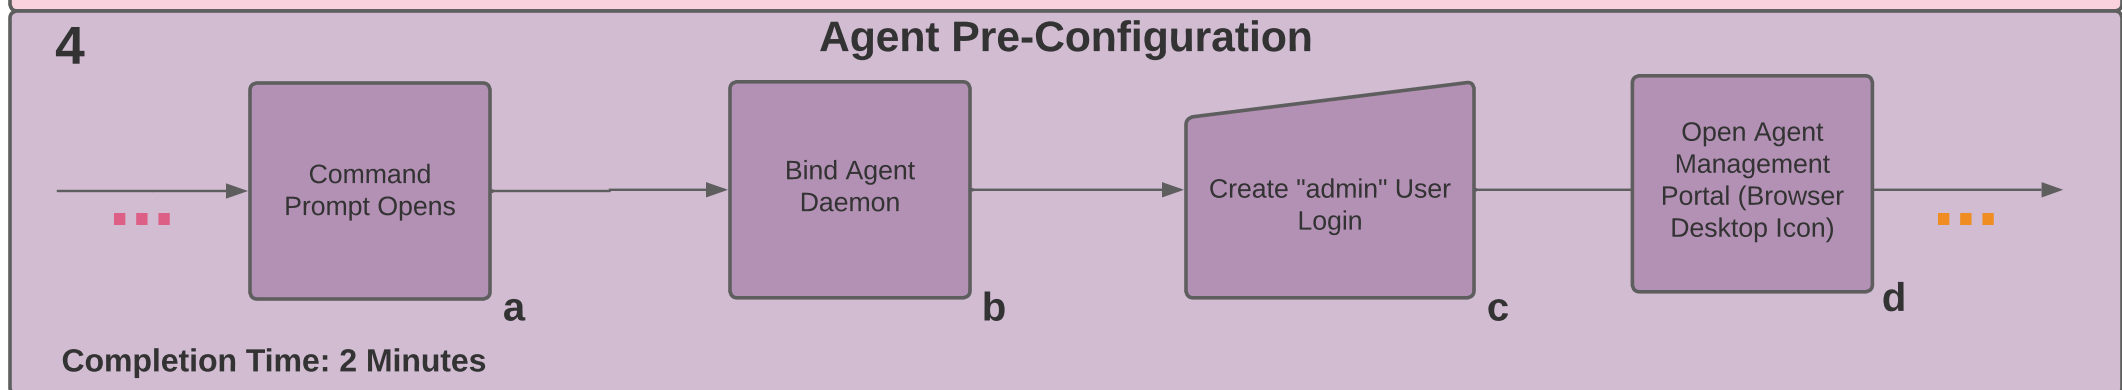 4
Agent Pre-Configuration
Command
Prompt Opens
a
Bind Agent
Daemon
b
Create "admin" User
Login
c
Open Agent
Management
Portal (Browser
Desktop Icon)
d
Completion Time: 2 Minutes